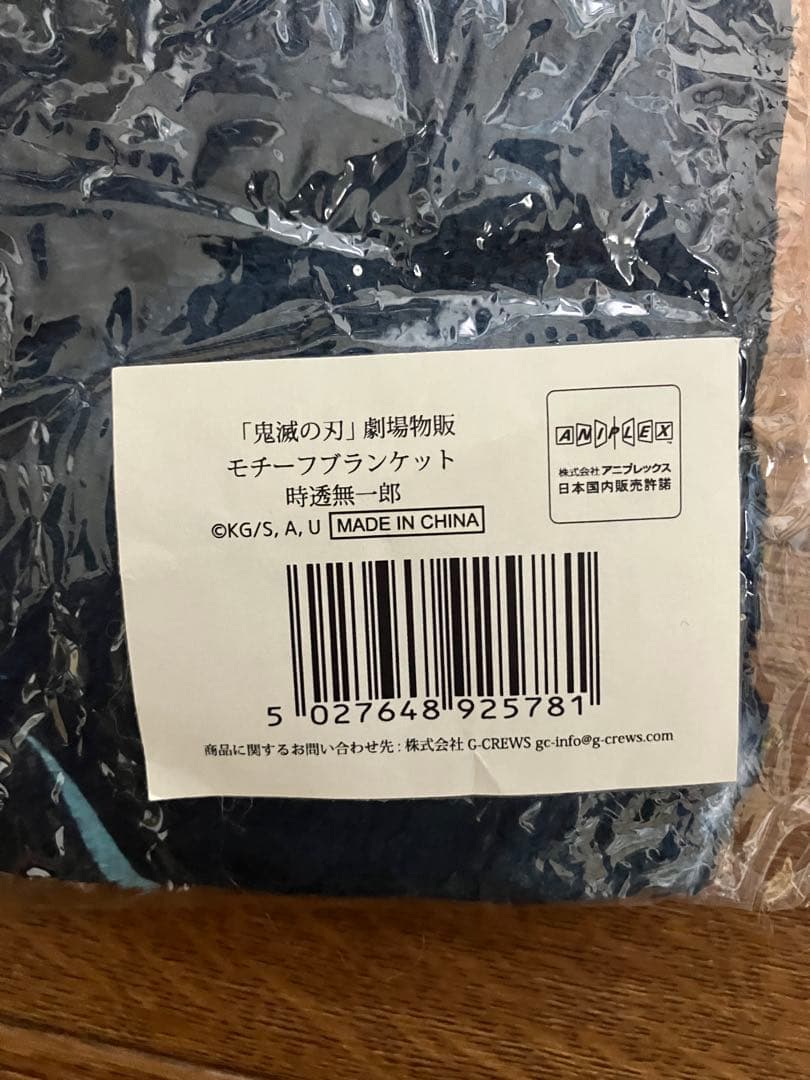 「鬼滅の刃」劇場物販
モチーフブランケット
時透無一郎
©KG/S, A, U MADE IN CHINA
ANIPLEX
株式会社 アニプレックス
日本国内販売許諾
5 027648 925781
商品に関するお問い合わせ先 : 株式会社 G-CREWS gc-info@g-crews.com